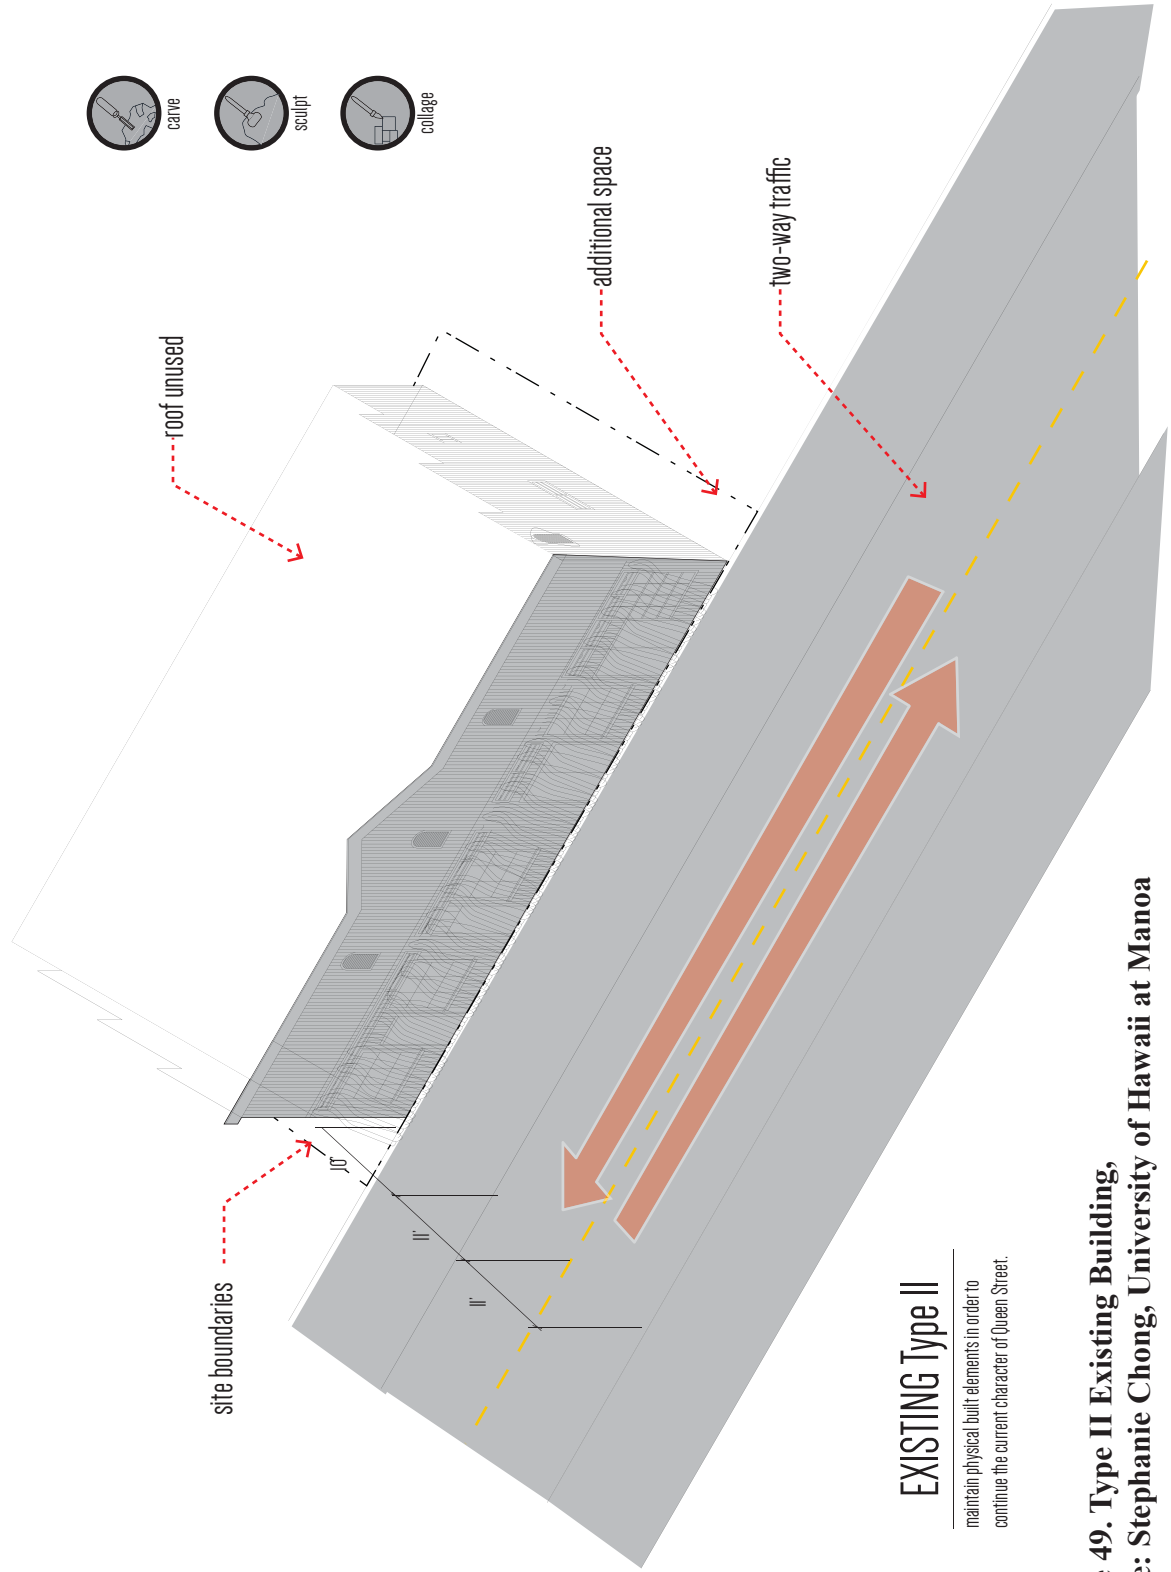 carve
sculpt
collage
roof unused
additional space
two-way traffic
site boundaries
10'
11'
11'
EXISTING Type II
maintain physical built elements in order to
continue the current character of Queen Street.
49. Type II Existing Building,
Stephanie Chong, University of Hawaii at Manoa